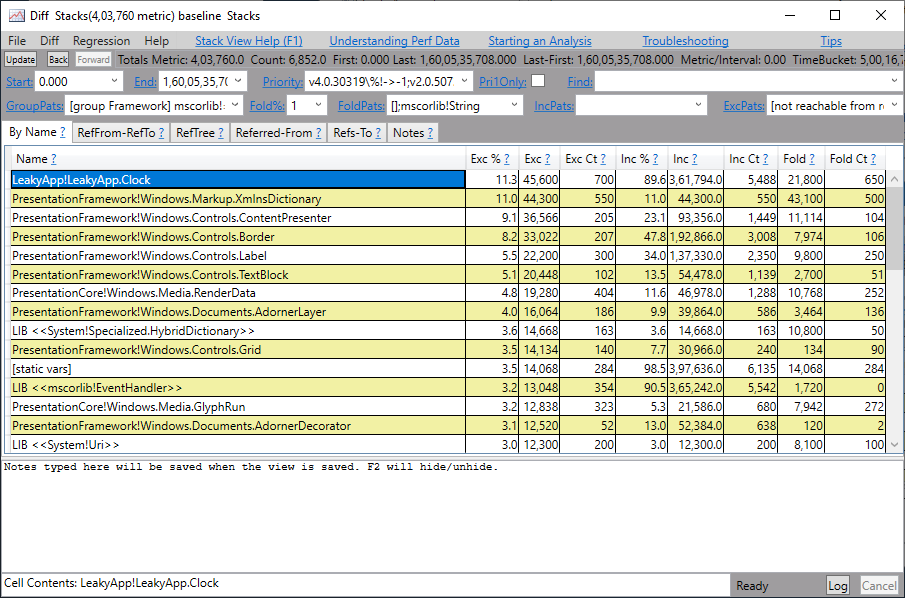 Diff Stacks(4,03,760 metric) baseline Stacks
File Diff Regression Help Stack View Help (F1) Understanding Perf Data Starting an Analysis Troubleshooting Tips
Update Back Forward Totals Metric: 4,03,760.0 Count: 6,852.0 First: 0.000 Last: 1,60,05,35,708.000 Last-First: 1,60,05,35,708.000 Metric/Interval: 0.00 TimeBucket: 5,00,16,7
Start: 0.000 End: 1,60,05,35,70 Priority: v4.0.30319\%!->-1;v2.0.507 Pri1Only: Find:
GroupPats: [group Framework] mscorlib!: Fold%: 1 FoldPats: [];mscorlib!String IncPats: ExcPats: [not reachable from r
By Name ? RefFrom-RefTo ? RefTree ? Referred-From ? Refs-To ? Notes ?
Name ? Exc % ? Exc ? Exc Ct ? Inc % ? Inc ? Inc Ct ? Fold ? Fold Ct ?
LeakyApp!LeakyApp.Clock 11.3 45,600 700 89.6 3,61,794.0 5,488 21,800 650
PresentationFramework!Windows.Markup.XmlnsDictionary 11.0 44,300 550 11.0 44,300.0 550 43,100 500
PresentationFramework!Windows.Controls.ContentPresenter 9.1 36,566 205 23.1 93,356.0 1,449 11,114 104
PresentationFramework!Windows.Controls.Border 8.2 33,022 207 47.8 1,92,866.0 3,008 7,974 106
PresentationFramework!Windows.Controls.Label 5.5 22,200 300 34.0 1,37,330.0 2,350 9,800 250
PresentationFramework!Windows.Controls.TextBlock 5.1 20,448 102 13.5 54,478.0 1,139 2,700 51
PresentationCore!Windows.Media.RenderData 4.8 19,280 404 11.6 46,978.0 1,288 10,768 252
PresentationFramework!Windows.Documents.AdornerLayer 4.0 16,064 186 9.9 39,864.0 586 3,464 136
LIB <<System!Specialized.HybridDictionary>> 3.6 14,668 163 3.6 14,668.0 163 10,800 50
PresentationFramework!Windows.Controls.Grid 3.5 14,134 140 7.7 30,966.0 240 134 90
[static vars] 3.5 14,068 284 98.5 3,97,636.0 6,135 14,068 284
LIB <<mscorlib!EventHandler>> 3.2 13,048 354 90.5 3,65,242.0 5,542 1,720 0
PresentationCore!Windows.Media.GlyphRun 3.2 12,838 323 5.3 21,586.0 680 7,942 272
PresentationFramework!Windows.Documents.AdornerDecorator 3.1 12,520 52 13.0 52,384.0 638 120 2
LIB <<System!Uri>> 3.0 12,300 200 3.0 12,300.0 200 8,100 100
Notes typed here will be saved when the view is saved. F2 will hide/unhide.
Cell Contents: LeakyApp!LeakyApp.Clock Ready Log Cancel